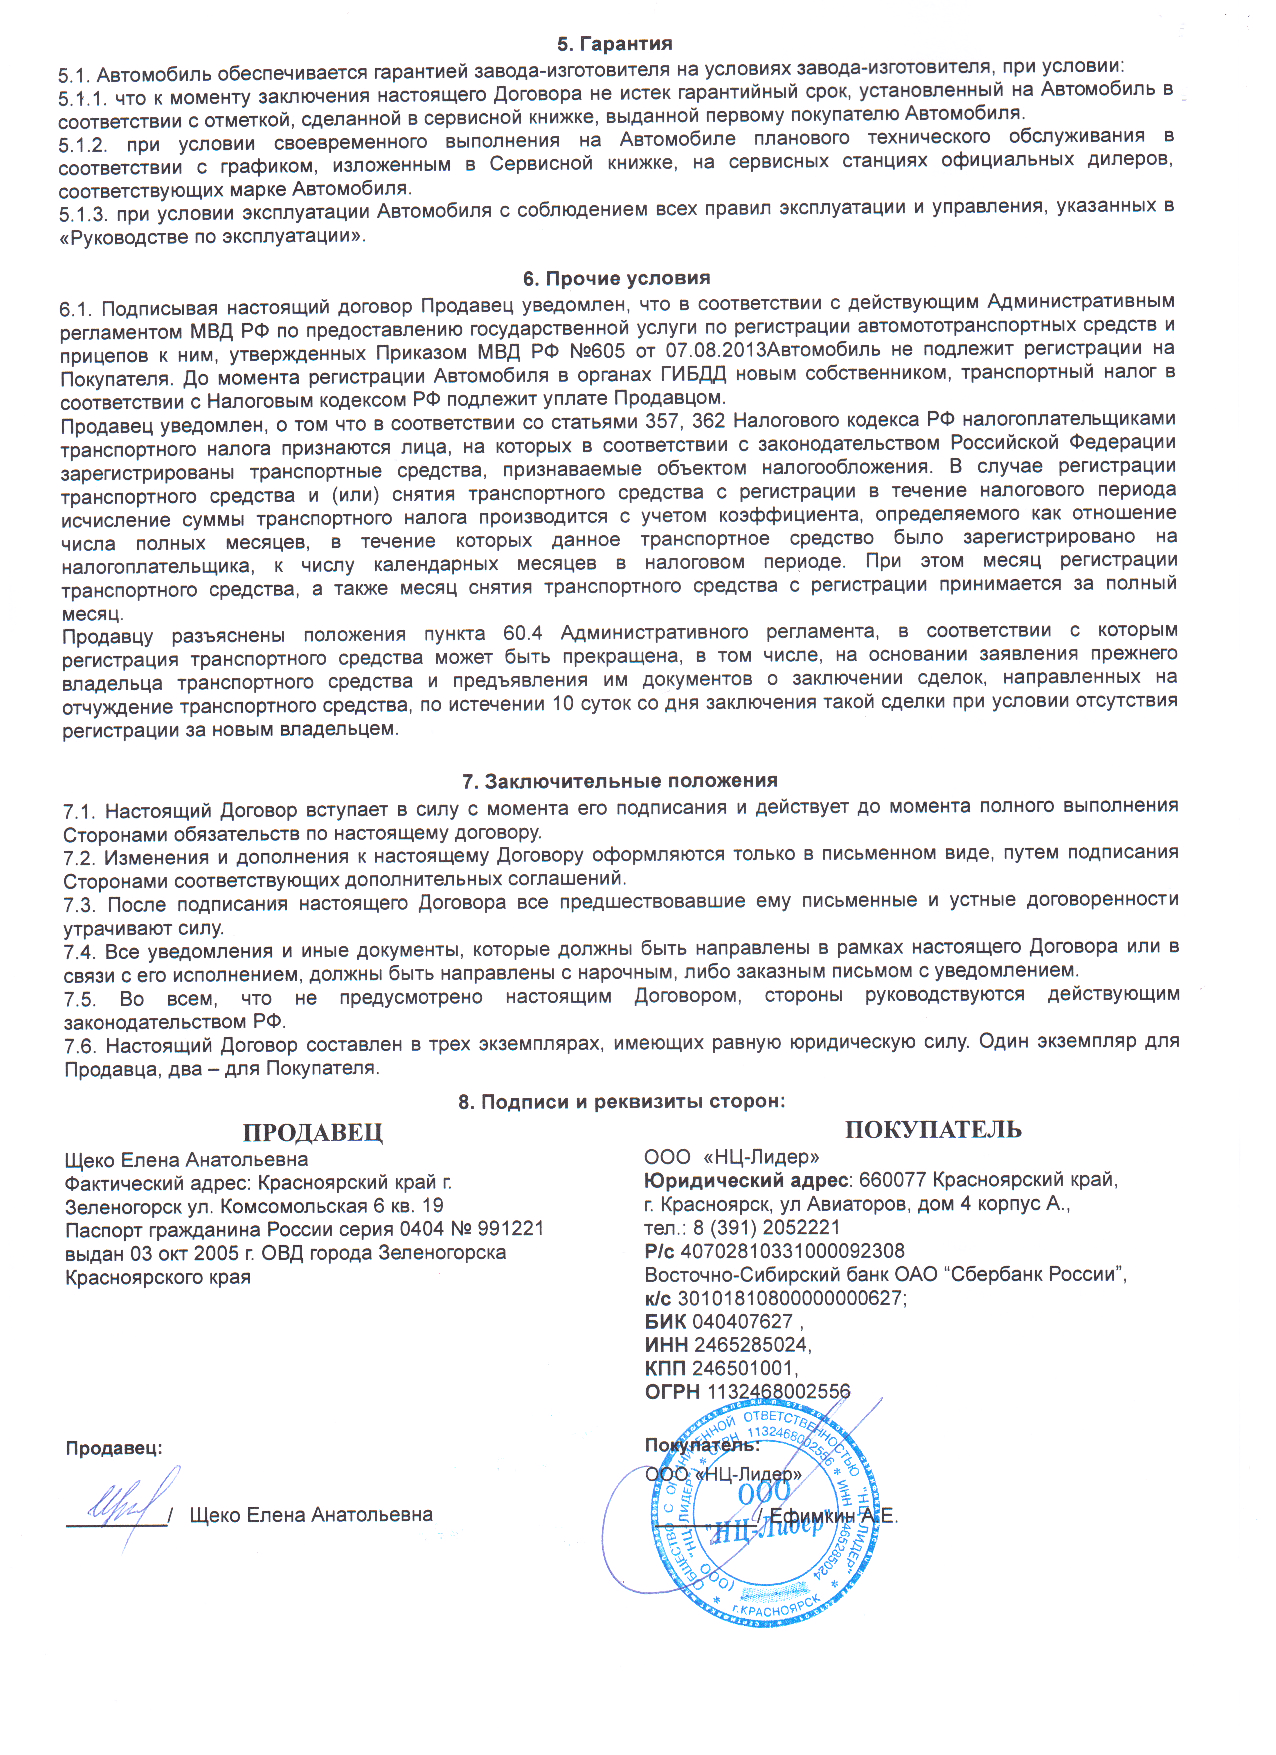 5. Гарантия
5.1. Автомобиль обеспечивается гарантией завода-изготовителя на условиях завода-изготовителя, при условии:
5.1.1. что к моменту заключения настоящего Договора не истек гарантийный срок, установленный на Автомобиль в
соответствии с отметкой, сделанной в сервисной книжке, выданной первому покупателю Автомобиля.
5.1.2. при условии своевременного выполнения на Автомобиле планового технического обслуживания в
соответствии с графиком, изложенным в Сервисной книжке, на сервисных станциях официальных дилеров,
соответствующих марке Автомобиля.
5.1.3. при условии эксплуатации Автомобиля с соблюдением всех правил эксплуатации и управления, указанных в
«Руководстве по эксплуатации».
6. Прочие условия
6.1. Подписывая настоящий договор Продавец уведомлен, что в соответствии с действующим Административным
регламентом МВД РФ по предоставлению государственной услуги по регистрации автомототранспортных средств и
прицепов к ним, утвержденных Приказом МВД РФ №605 от 07.08.2013Автомобиль не подлежит регистрации на
Покупателя. До момента регистрации Автомобиля в органах ГИБДД новым собственником, транспортный налог в
соответствии с Налоговым кодексом РФ подлежит уплате Продавцом.
Продавец уведомлен, о том что в соответствии со статьями 357, 362 Налогового кодекса РФ налогоплательщиками
транспортного налога признаются лица, на которых в соответствии с законодательством Российской Федерации
зарегистрированы транспортные средства, признаваемые объектом налогообложения. В случае регистрации
транспортного средства и (или) снятия транспортного средства с регистрации в течение налогового периода
исчисление суммы транспортного налога производится с учетом коэффициента, определяемого как отношение
числа полных месяцев, в течение которых данное транспортное средство было зарегистрировано на
налогоплательщика, к числу календарных месяцев в налоговом периоде. При этом месяц регистрации
транспортного средства, а также месяц снятия транспортного средства с регистрации принимается за полный
месяц.
Продавцу разъяснены положения пункта 60.4 Административного регламента, в соответствии с которым
регистрация транспортного средства может быть прекращена, в том числе, на основании заявления прежнего
владельца транспортного средства и предъявления им документов о заключении сделок, направленных на
отчуждение транспортного средства, по истечении 10 суток со дня заключения такой сделки при условии отсутствия
регистрации за новым владельцем.
7. Заключительные положения
7.1. Настоящий Договор вступает в силу с момента его подписания и действует до момента полного выполнения
Сторонами обязательств по настоящему договору.
7.2. Изменения и дополнения к настоящему Договору оформляются только в письменном виде, путем подписания
Сторонами соответствующих дополнительных соглашений.
7.3. После подписания настоящего Договора все предшествовавшие ему письменные и устные договоренности
утрачивают силу.
7.4. Все уведомления и иные документы, которые должны быть направлены в рамках настоящего Договора или в
связи с его исполнением, должны быть направлены с нарочным, либо заказным письмом с уведомлением.
7.5. Во всем, что не предусмотрено настоящим Договором, стороны руководствуются действующим
законодательством РФ.
7.6. Настоящий Договор составлен в трех экземплярах, имеющих равную юридическую силу. Один экземпляр для
Продавца, два – для Покупателя.
8. Подписи и реквизиты сторон:
ПРОДАВЕЦ
Щеко Елена Анатольевна
Фактический адрес: Красноярский край г.
Зеленогорск ул. Комсомольская 6 кв. 19
Паспорт гражданина России серия 0404 № 991221
выдан 03 окт 2005 г. ОВД города Зеленогорска
Красноярского края
Продавец:
/ Щеко Елена Анатольевна
ПОКУПАТЕЛЬ
ООО «НЦ-Лидер»
Юридический адрес: 660077 Красноярский край,
г. Красноярск, ул Авиаторов, дом 4 корпус А.,
тел.: 8 (391) 2052221
Р/с 40702810331000092308
Восточно-Сибирский банк ОАО “Сбербанк России”,
к/с 30101810800000000627;
БИК 040407627 ,
ИНН 2465285024,
КПП 246501001,
ОГРН 1132468002556
Покупатель:
ООО «НЦ-Лидер»
/ Ефимкин А.Е.
ОБЩЕСТВО С ОГРАНИЧЕННОЙ ОТВЕТСТВЕННОСТЬЮ "НЦ-ЛИДЕР" * г.КРАСНОЯРСК *
(ООО "НЦ-ЛИДЕР") * ОГРН 1132468002556 * ИНН 2465285024
ООО
"НЦ-Лидер"